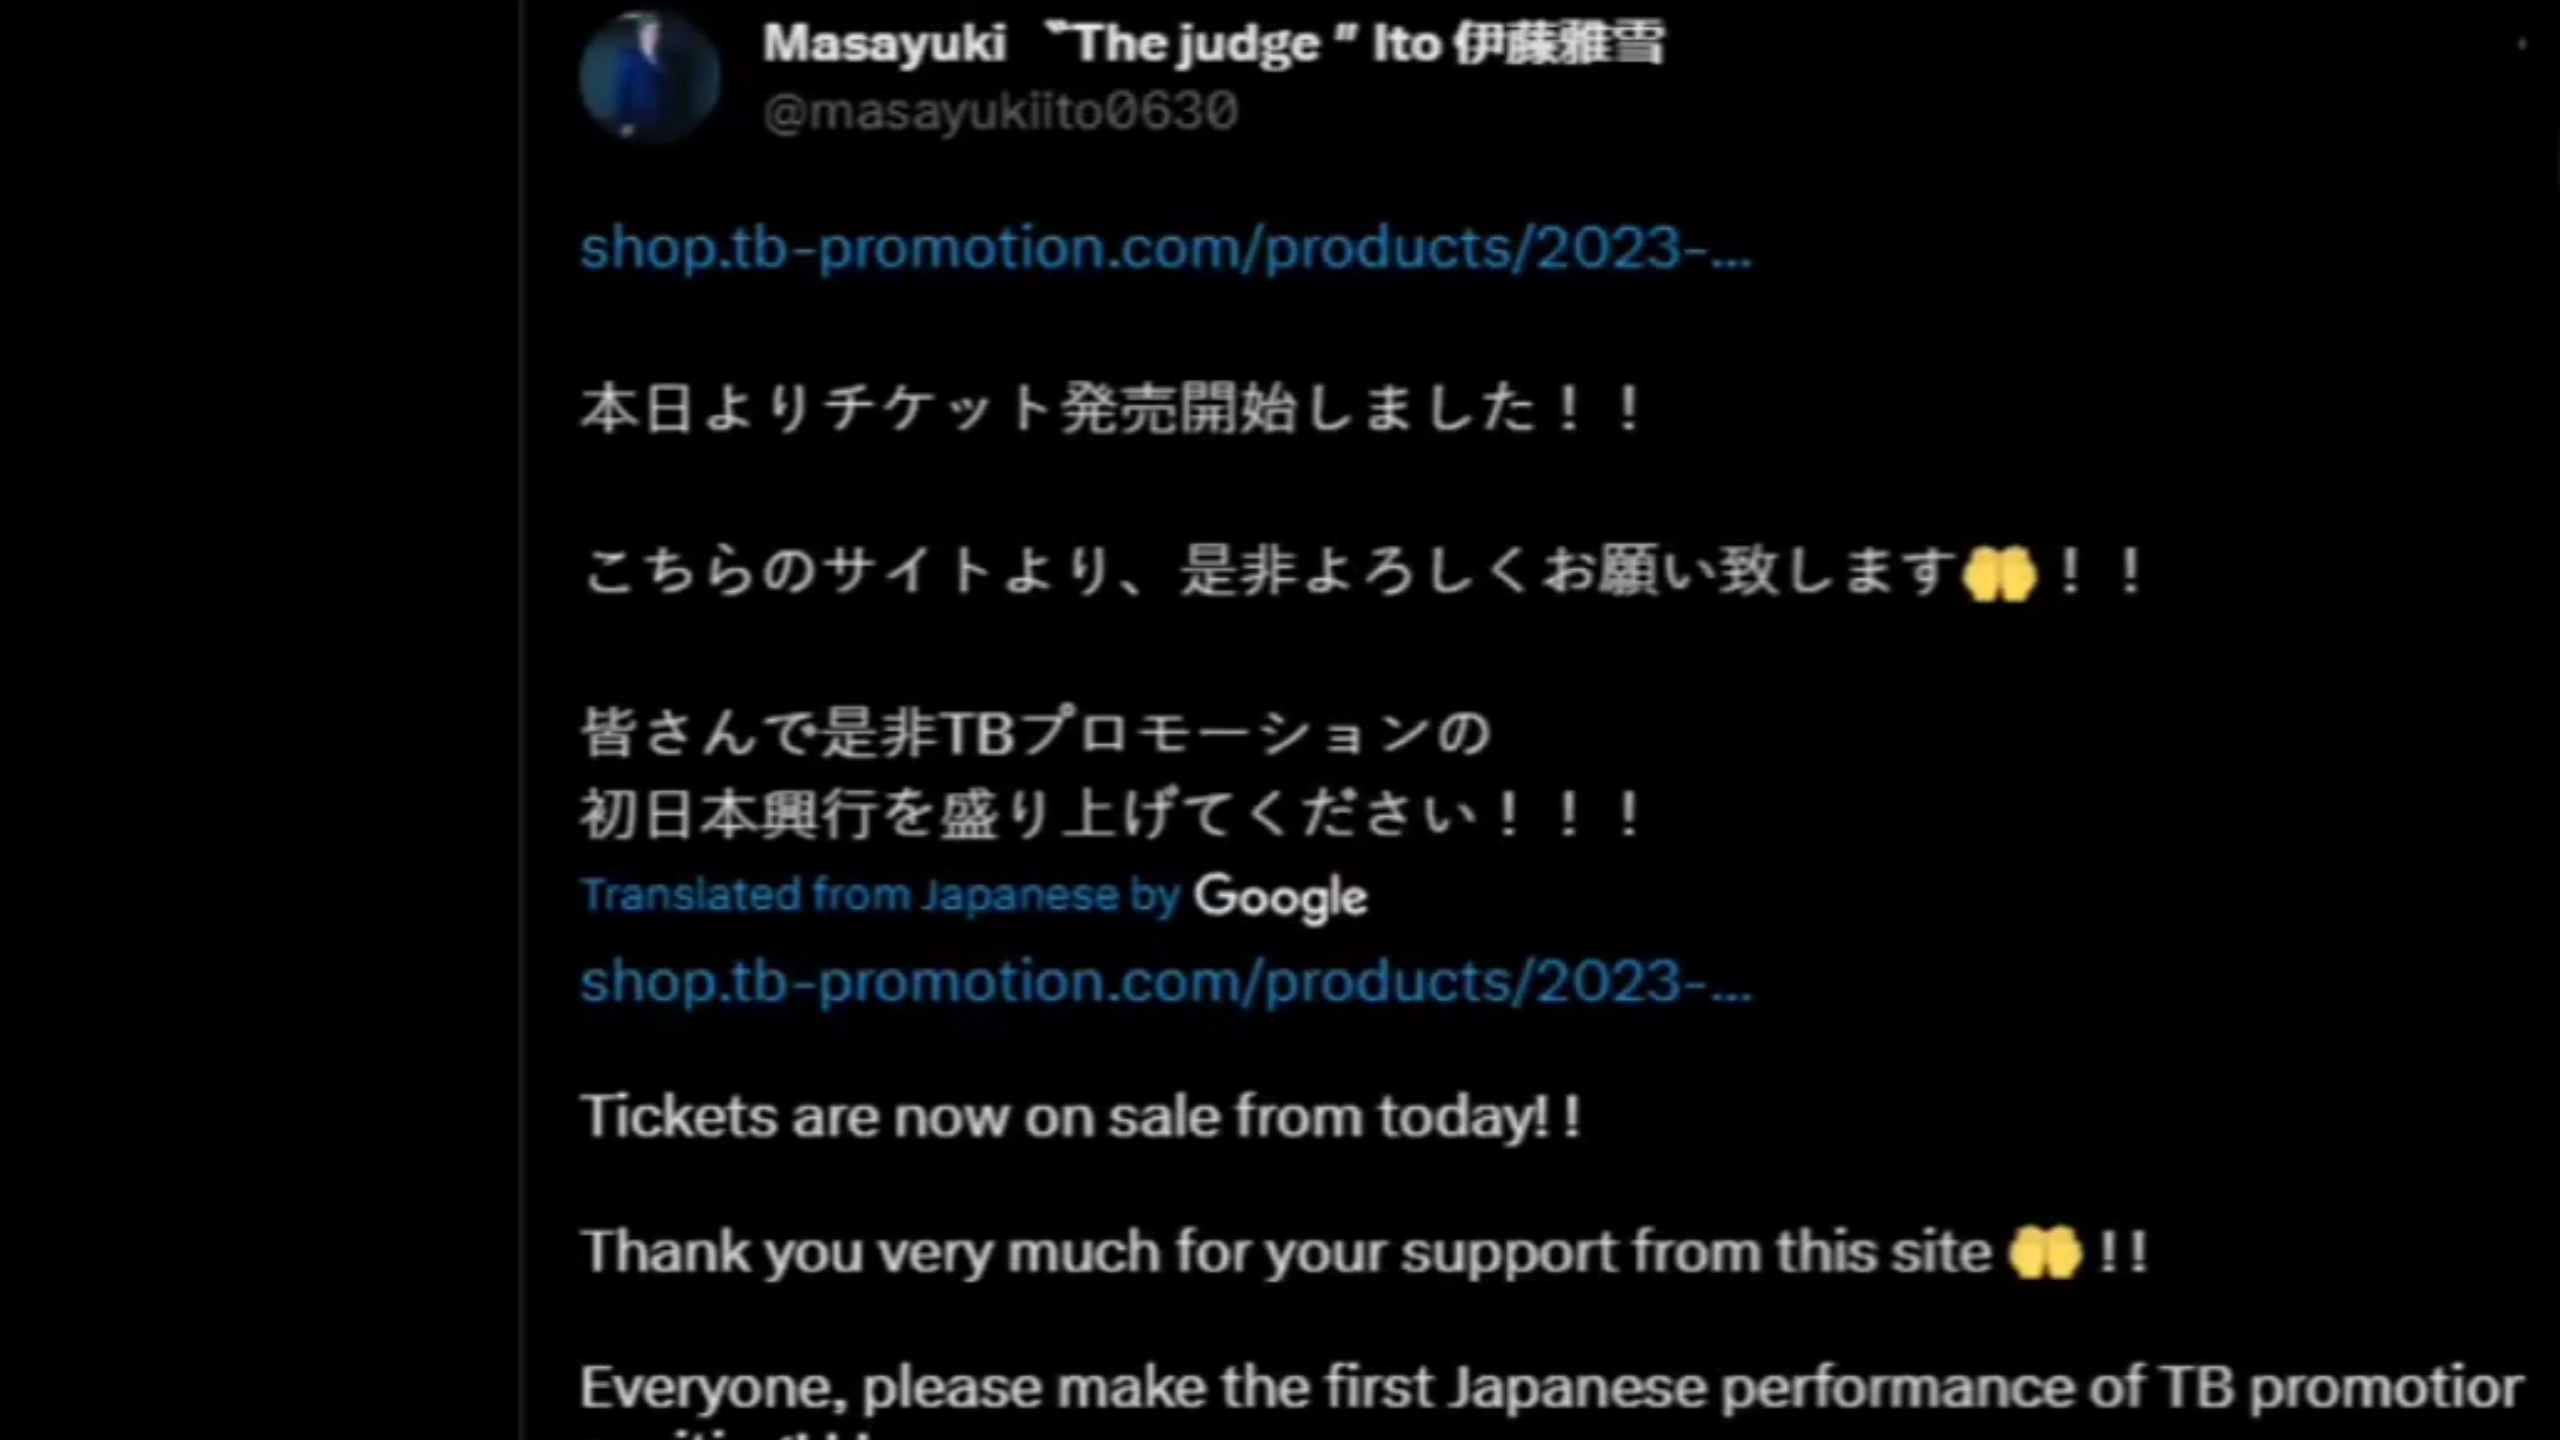 Masayuki 〝The judge ″ Ito 伊藤雅雪
@masayukiito0630
shop.tb-promotion.com/products/2023-...
本日よりチケット発売開始しました！！
こちらのサイトより、是非よろしくお願い致します🤲！！
皆さんで是非TBプロモーションの
初日本興行を盛り上げてください！！！
Translated from Japanese by Google
shop.tb-promotion.com/products/2023-...
Tickets are now on sale from today! !
Thank you very much for your support from this site 🤲 ! !
Everyone, please make the first Japanese performance of TB